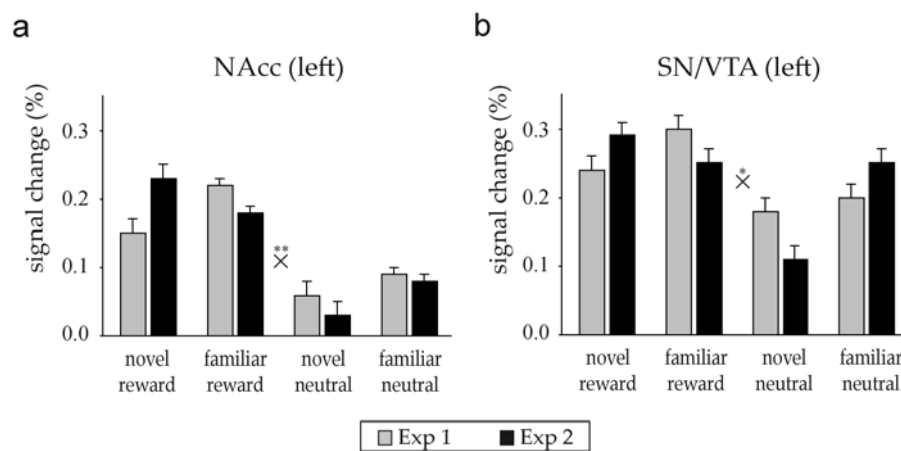 a
NAcc (left)
signal change (%)
0.3
0.2
0.1
0.0
**
×
novel reward
familiar reward
novel neutral
familiar neutral
b
SN/VTA (left)
signal change (%)
0.3
0.2
0.1
0.0
*
×
novel reward
familiar reward
novel neutral
familiar neutral
Exp 1 Exp 2